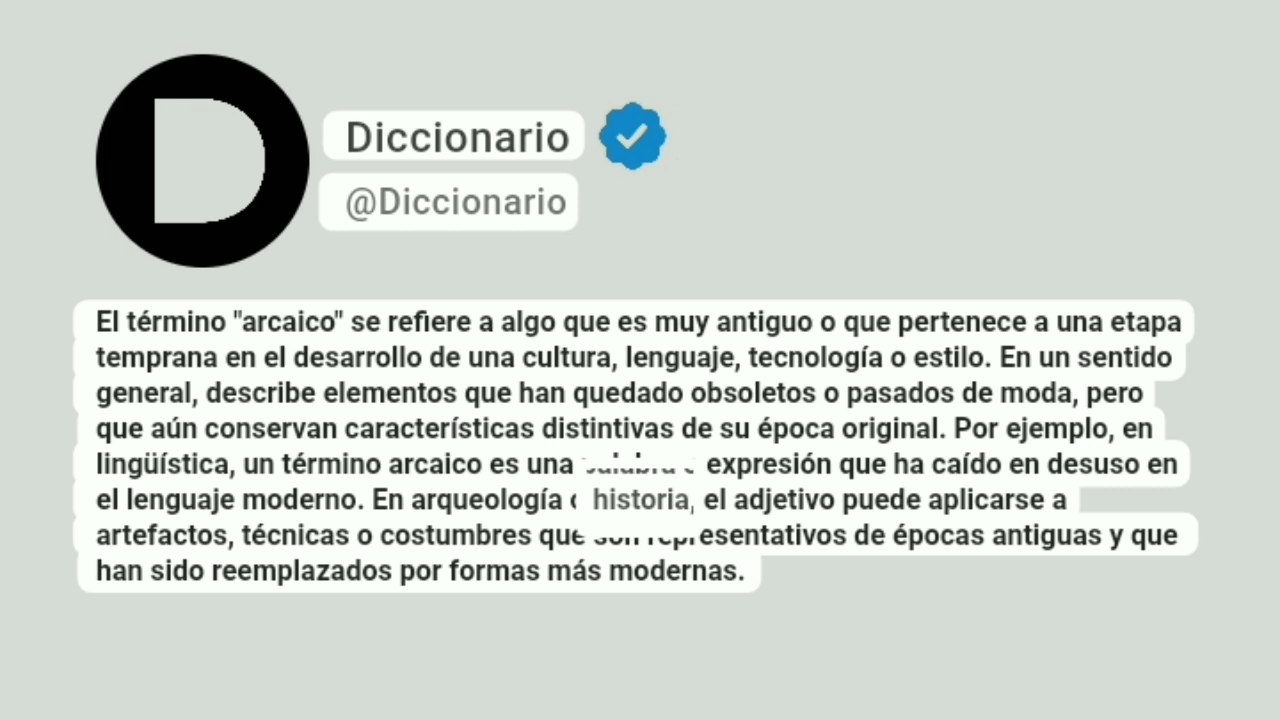 D
Diccionario
@Diccionario
El término "arcaico" se refiere a algo que es muy antiguo o que pertenece a una etapa
temprana en el desarrollo de una cultura, lenguaje, tecnología o estilo. En un sentido
general, describe elementos que han quedado obsoletos o pasados de moda, pero
que aún conservan características distintivas de su época original. Por ejemplo, en
lingüística, un término arcaico es una expresión que ha caído en desuso en
el lenguaje moderno. En arqueología historia, el adjetivo puede aplicarse a
artefactos, técnicas o costumbres que son representativos de épocas antiguas y que
han sido reemplazados por formas más modernas.